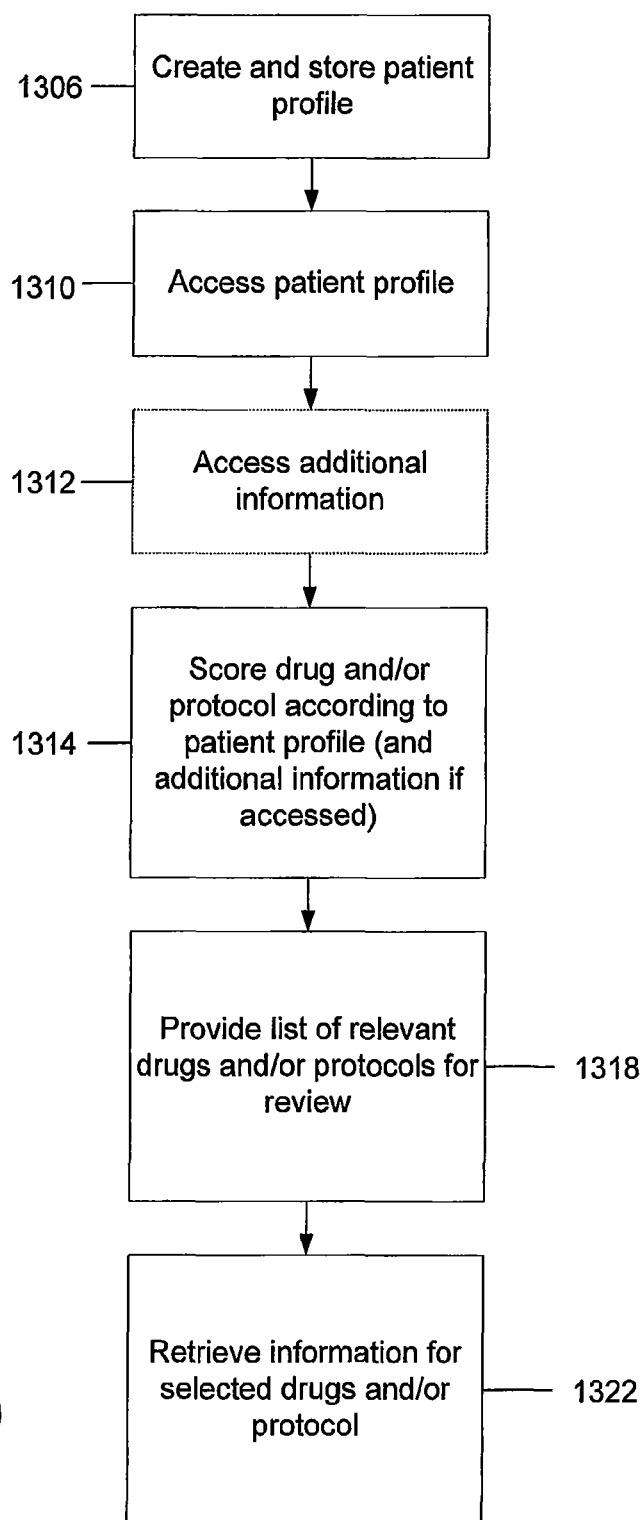 Create and store patient
profile
1306
Access patient profile
1310
Access additional
information
1312
Score drug and/or
protocol according to
patient profile (and
additional information if
accessed)
1314
Provide list of relevant
drugs and/or protocols for
review
1318
Retrieve information for
selected drugs and/or
protocol
1322